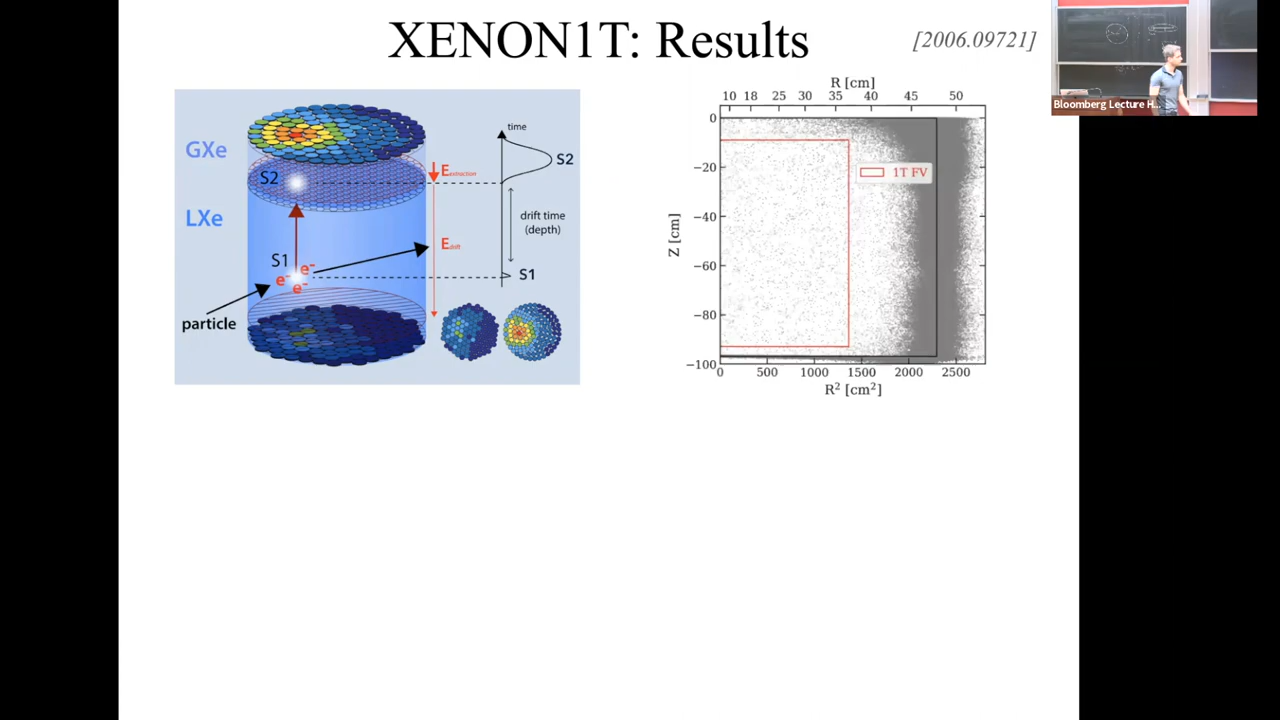 XENON1T: Results
[2006.09721]
Bloomberg Lecture H...
GXe
LXe
S2
S1
e⁻ e⁻
e⁻
particle
E extraction
E drift
time
S2
drift time
(depth)
S1
R [cm]
10 18 25 30 35 40 45 50
0
−20
−40
−60
−80
−100
Z [cm]
1T FV
0 500 1000 1500 2000 2500
R² [cm²]